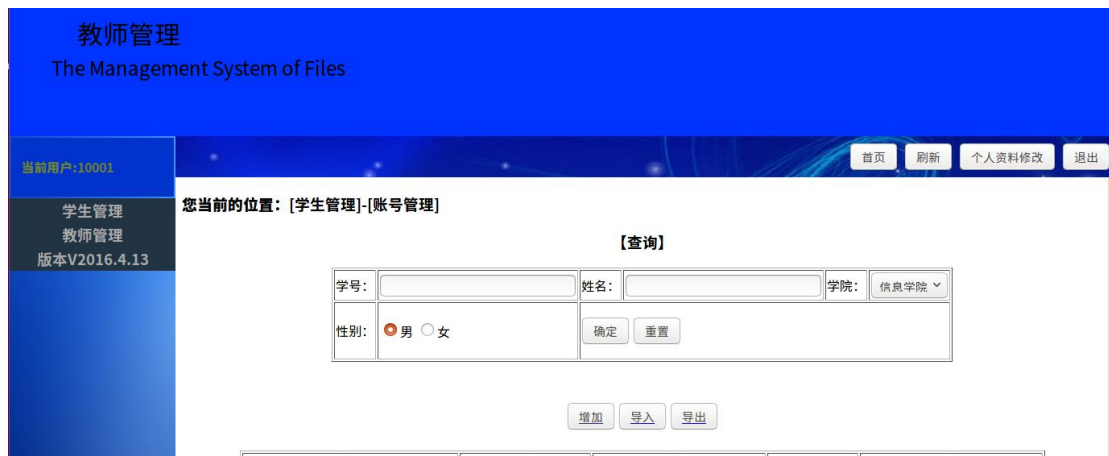 教师管理
The Management System of Files
当前用户:10001
首页 刷新 个人资料修改 退出
学生管理
教师管理
版本V2016.4.13
您当前的位置：[学生管理]-[账号管理]
【查询】
学号： 姓名： 学院： 信息学院
性别： 男 女 确定 重置
增加 导入 导出